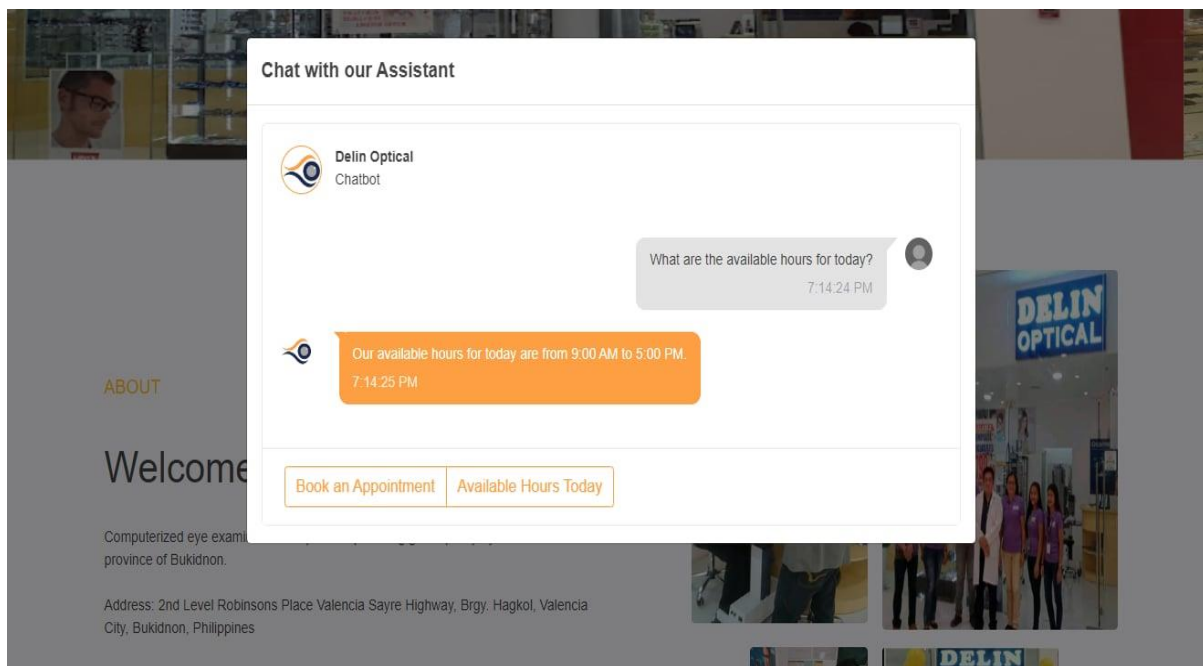 Chat with our Assistant
Delin Optical
Chatbot
What are the available hours for today?
7:14:24 PM
Our available hours for today are from 9:00 AM to 5:00 PM.
7:14:25 PM
Book an Appointment
Available Hours Today
ABOUT
Welcome
Computerized eye exami
province of Bukidnon.
Address: 2nd Level Robinsons Place Valencia Sayre Highway, Brgy. Hagkol, Valencia
City, Bukidnon, Philippines
DELIN
OPTICAL
DELIN